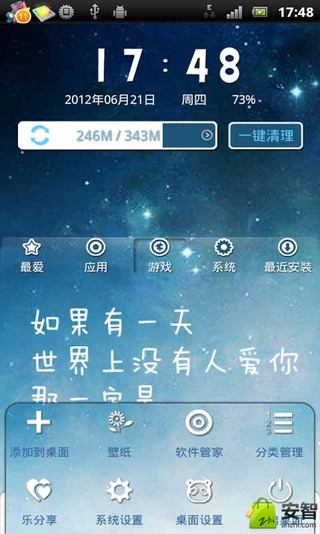 17:48
17:48
2012年06月21日 周四 73%
246M / 343M 一键清理
最爱 应用 游戏 系统 最近安装
如果有一天
世界上没有人爱你
那一定是
添加到桌面 壁纸 软件管家 分类管理
乐分享 系统设置 桌面设置
安智
anzhi.com